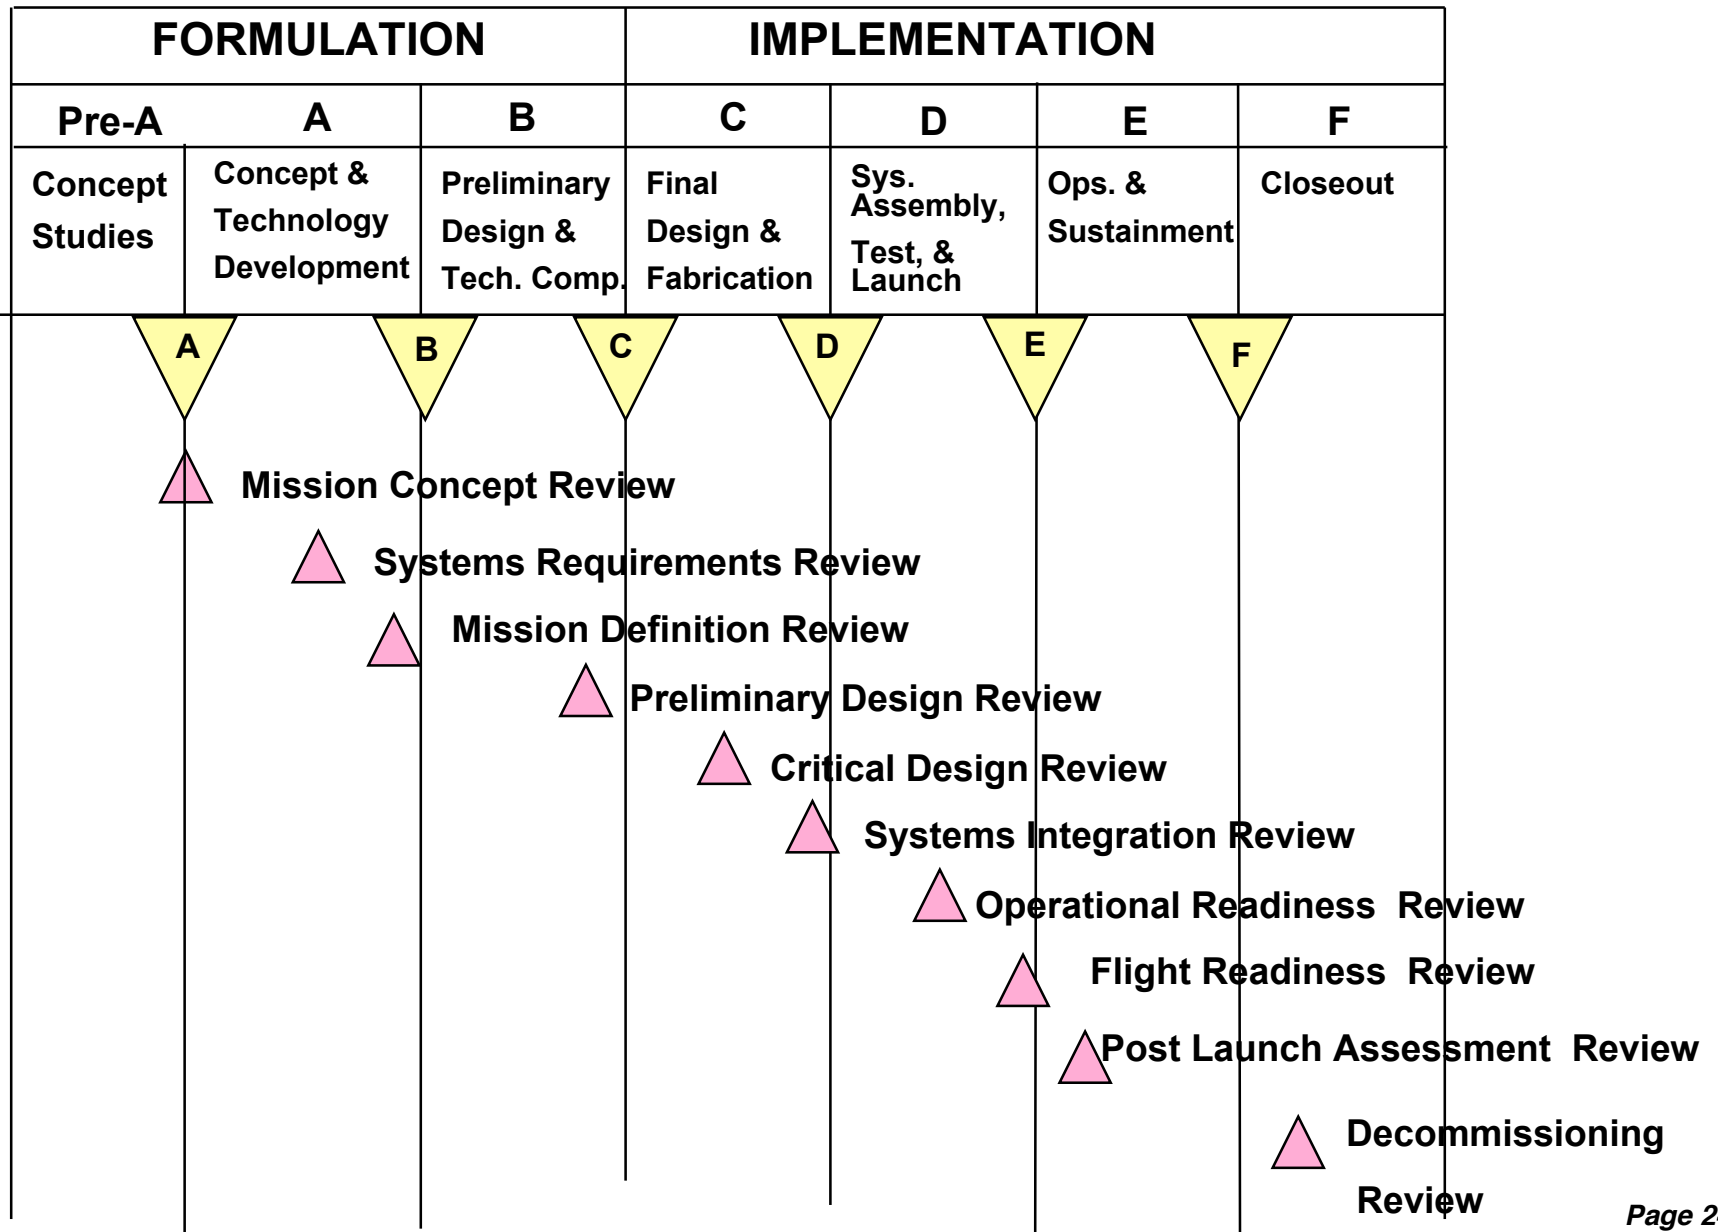 FORMULATION
IMPLEMENTATION
Pre-A
A
B
C
D
E
F
Concept
Studies
Concept &
Technology
Development
Preliminary
Design &
Tech. Comp.
Final
Design &
Fabrication
Sys.
Assembly,
Test, &
Launch
Ops. &
Sustainment
Closeout
A
B
C
D
E
F
Mission Concept Review
Systems Requirements Review
Mission Definition Review
Preliminary Design Review
Critical Design Review
Systems Integration Review
Operational Readiness Review
Flight Readiness Review
Post Launch Assessment Review
Decommissioning
Review
Page